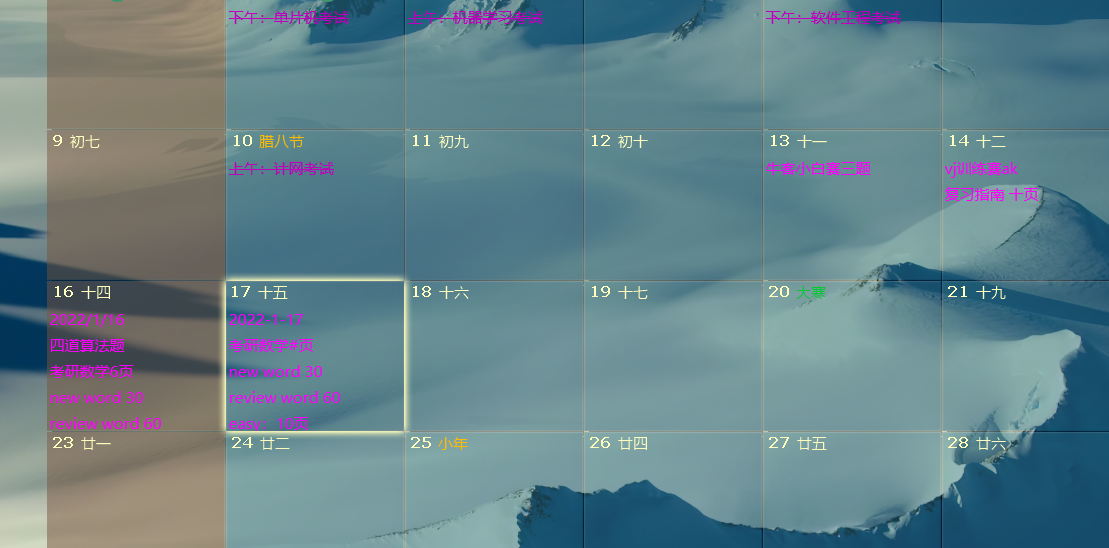 下午：单片机考试
下午：机器学习考试
下午：软件工程考试
9 初七
10 腊八节
11 初九
12 初十
13 十一
14 十二
上午：计网考试
牛客小白赛三题
vj训练赛ak
复习指南 十页
16 十四
17 十五
18 十六
19 十七
20 大寒
21 十九
2022/1/16
四道算法题
考研数学6页
new word 30
review word 60
2022-1-17
考研数学#页
new word 30
review word 60
easy：10页
23 廿一
24 廿二
25 小年
26 廿四
27 廿五
28 廿六